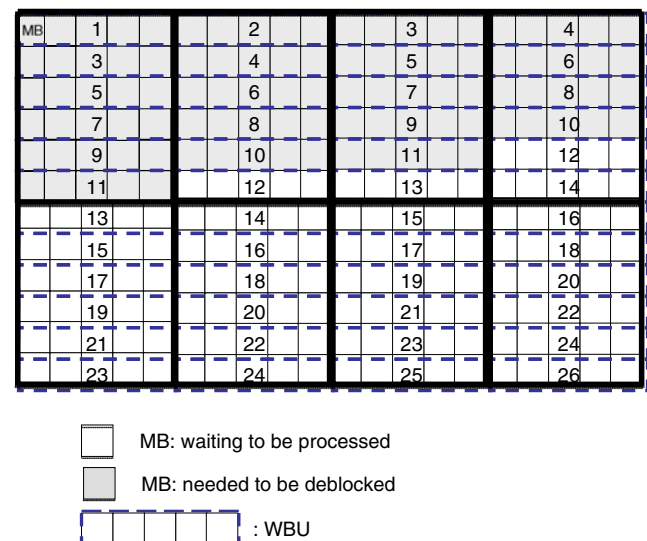 MB 1 2 3 4
3 4 5 6
5 6 7 8
7 8 9 10
9 10 11 12
11 12 13 14
13 14 15 16
15 16 17 18
17 18 19 20
19 20 21 22
21 22 23 24
23 24 25 26
MB: waiting to be processed
MB: needed to be deblocked
: WBU